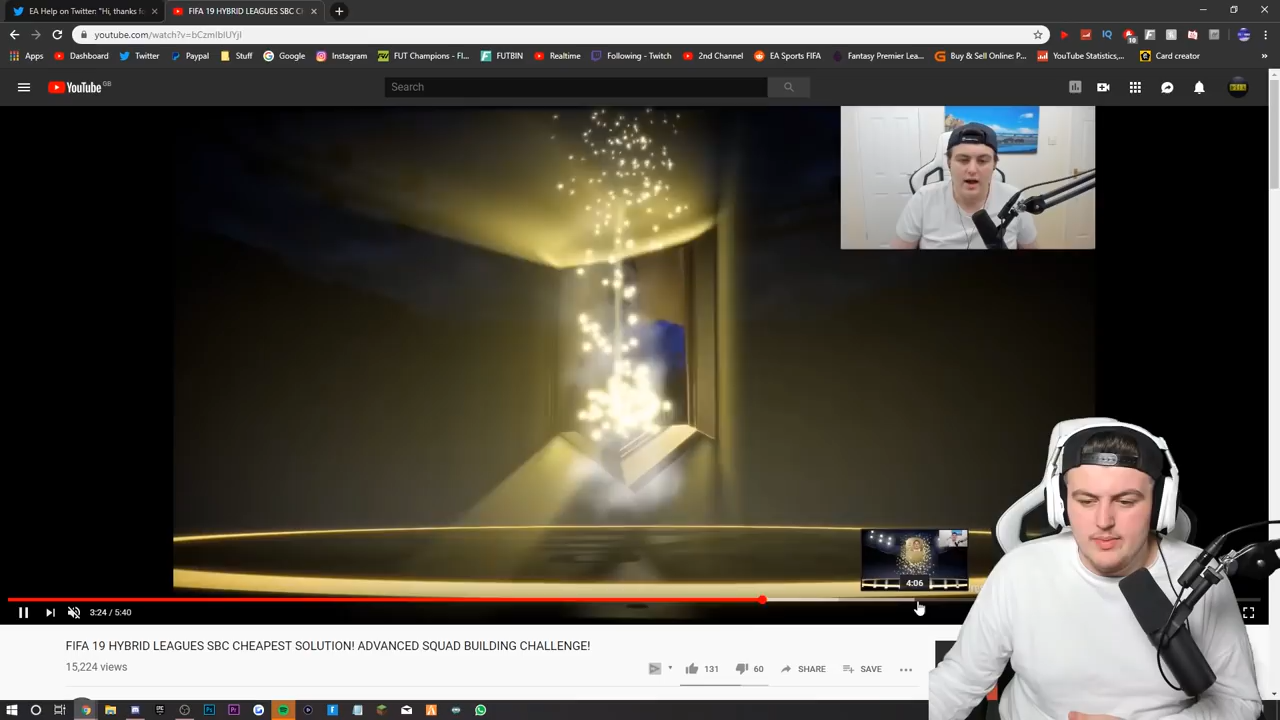 EA Help on Twitter: "Hi, thanks fo
FIFA 19 HYBRID LEAGUES SBC C
youtube.com/watch?v=bCzmIbIUYjI
Apps
Dashboard
Twitter
Paypal
Stuff
Google
Instagram
FUT Champions - Fl...
FUTBIN
Realtime
Following - Twitch
2nd Channel
EA Sports FIFA
Fantasy Premier Lea...
Buy & Sell Online: P...
YouTube Statistics,...
Card creator
»
YouTube GB
Search
4:06
3:24 / 5:40
FIFA 19 HYBRID LEAGUES SBC CHEAPEST SOLUTION! ADVANCED SQUAD BUILDING CHALLENGE!
15,224 views
131
60
SHARE
SAVE